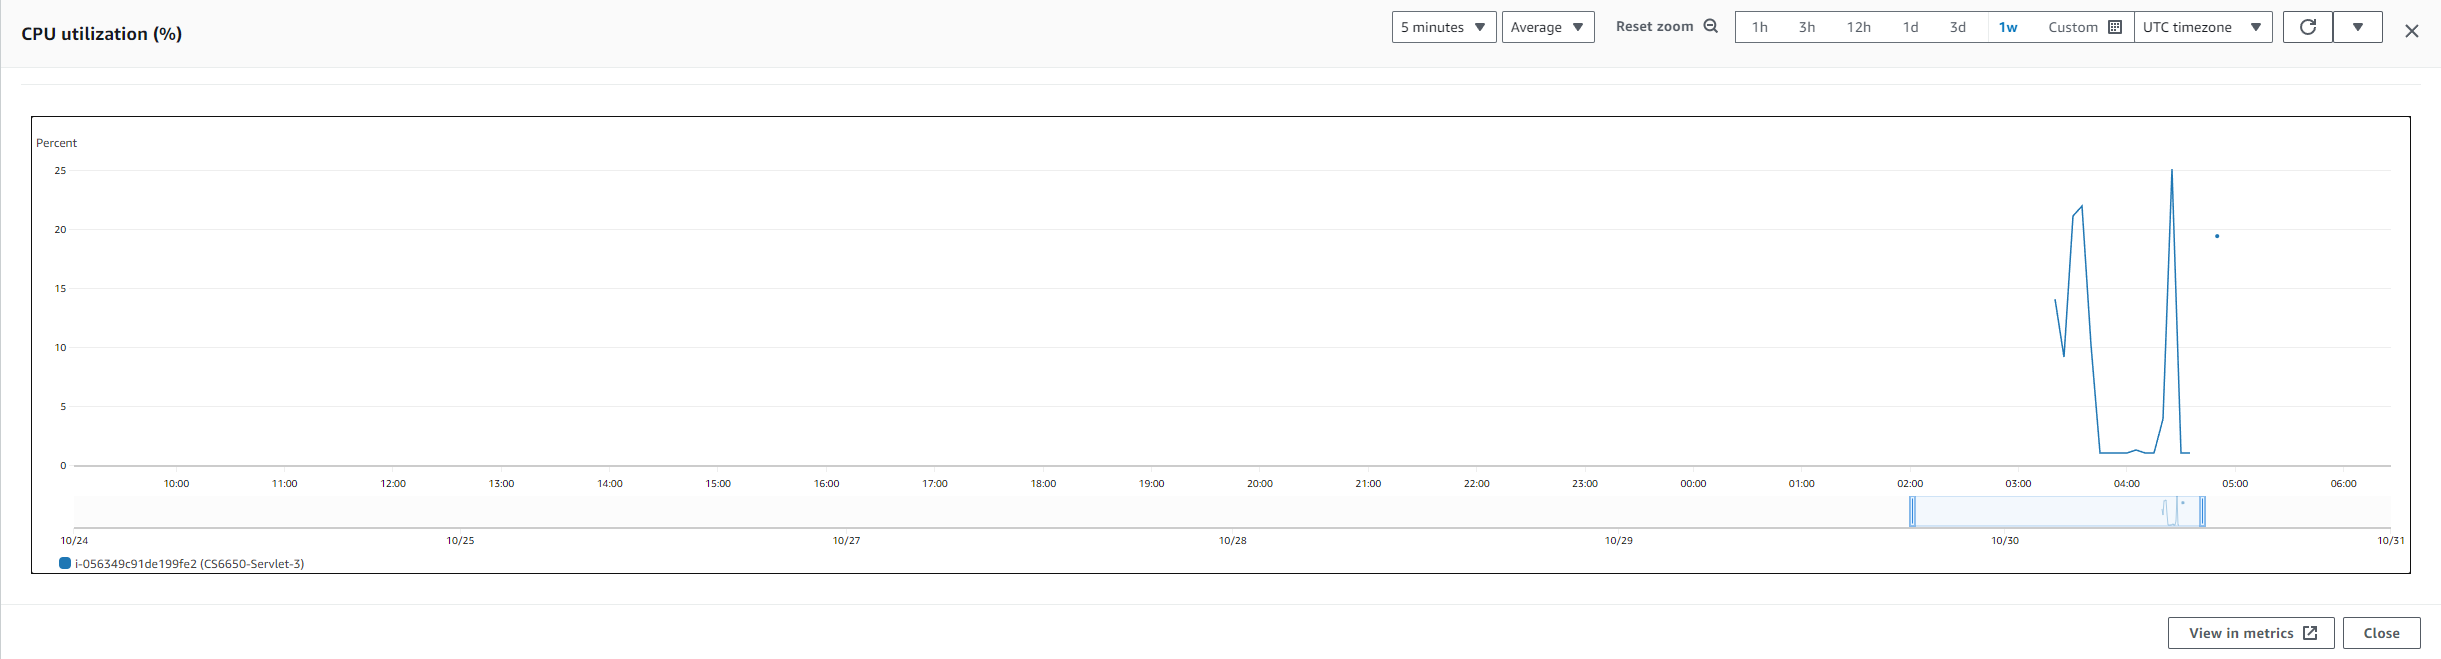 CPU utilization (%)
5 minutes Average Reset zoom 1h 3h 12h 1d 3d 1w Custom UTC timezone
Percent
25
20
15
10
5
0
10:00 11:00 12:00 13:00 14:00 15:00 16:00 17:00 18:00 19:00 20:00 21:00 22:00 23:00 00:00 01:00 02:00 03:00 04:00 05:00 06:00
10/24 10/25 10/27 10/28 10/29 10/30 10/31
i-056349c91de199fe2 (CS6650-Servlet-3)
View in metrics Close